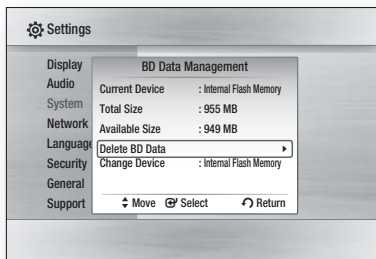 Settings
Display
Audio
System
Network
Language
Security
General
Support
BD Data Management
Current Device : Internal Flash Memory
Total Size : 955 MB
Available Size : 949 MB
Delete BD Data
Change Device : Internal Flash Memory
Move Select Return